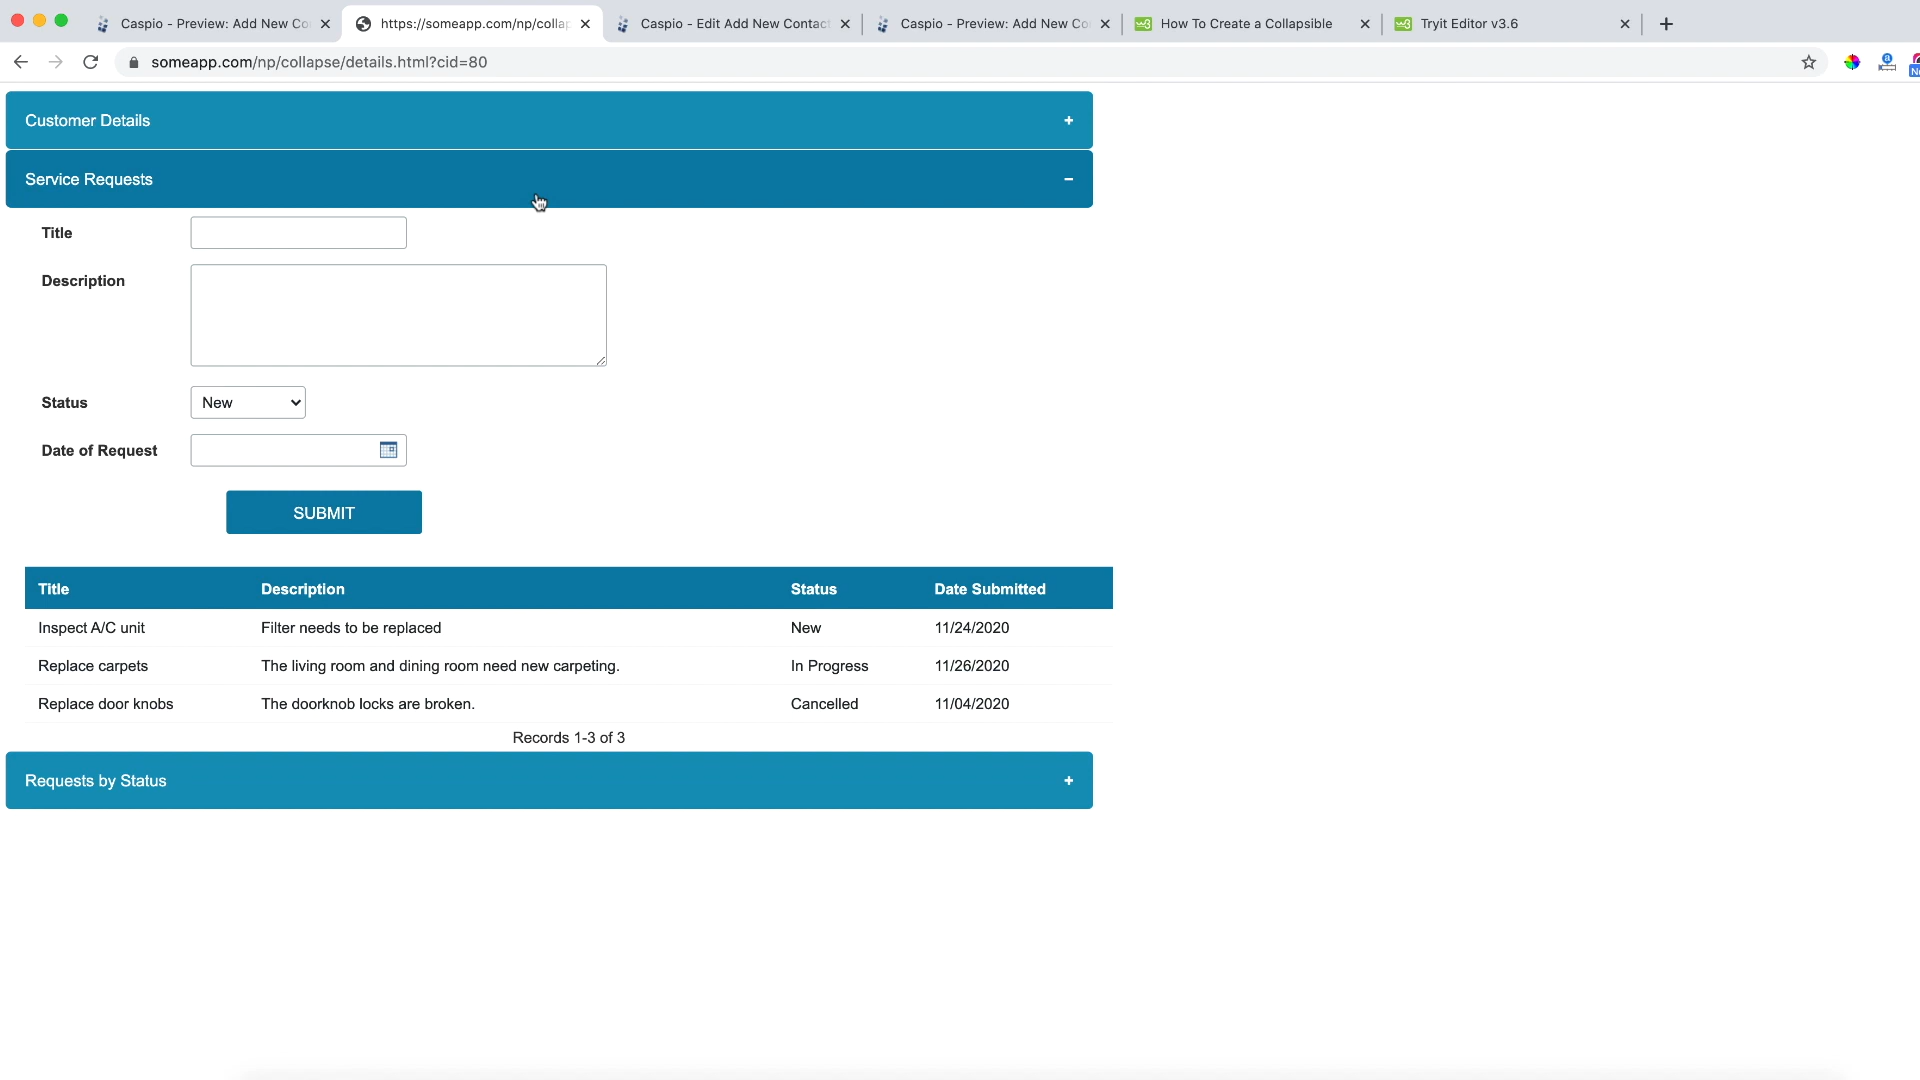 Caspio - Preview: Add New Co
https://someapp.com/np/collap
Caspio - Edit Add New Contact
Caspio - Preview: Add New Co
How To Create a Collapsible
Tryit Editor v3.6
someapp.com/np/collapse/details.html?cid=80
Customer Details +
Service Requests −
Title
Description
Status New
Date of Request
SUBMIT
Title Description Status Date Submitted
Inspect A/C unit Filter needs to be replaced New 11/24/2020
Replace carpets The living room and dining room need new carpeting. In Progress 11/26/2020
Replace door knobs The doorknob locks are broken. Cancelled 11/04/2020
Records 1-3 of 3
Requests by Status +